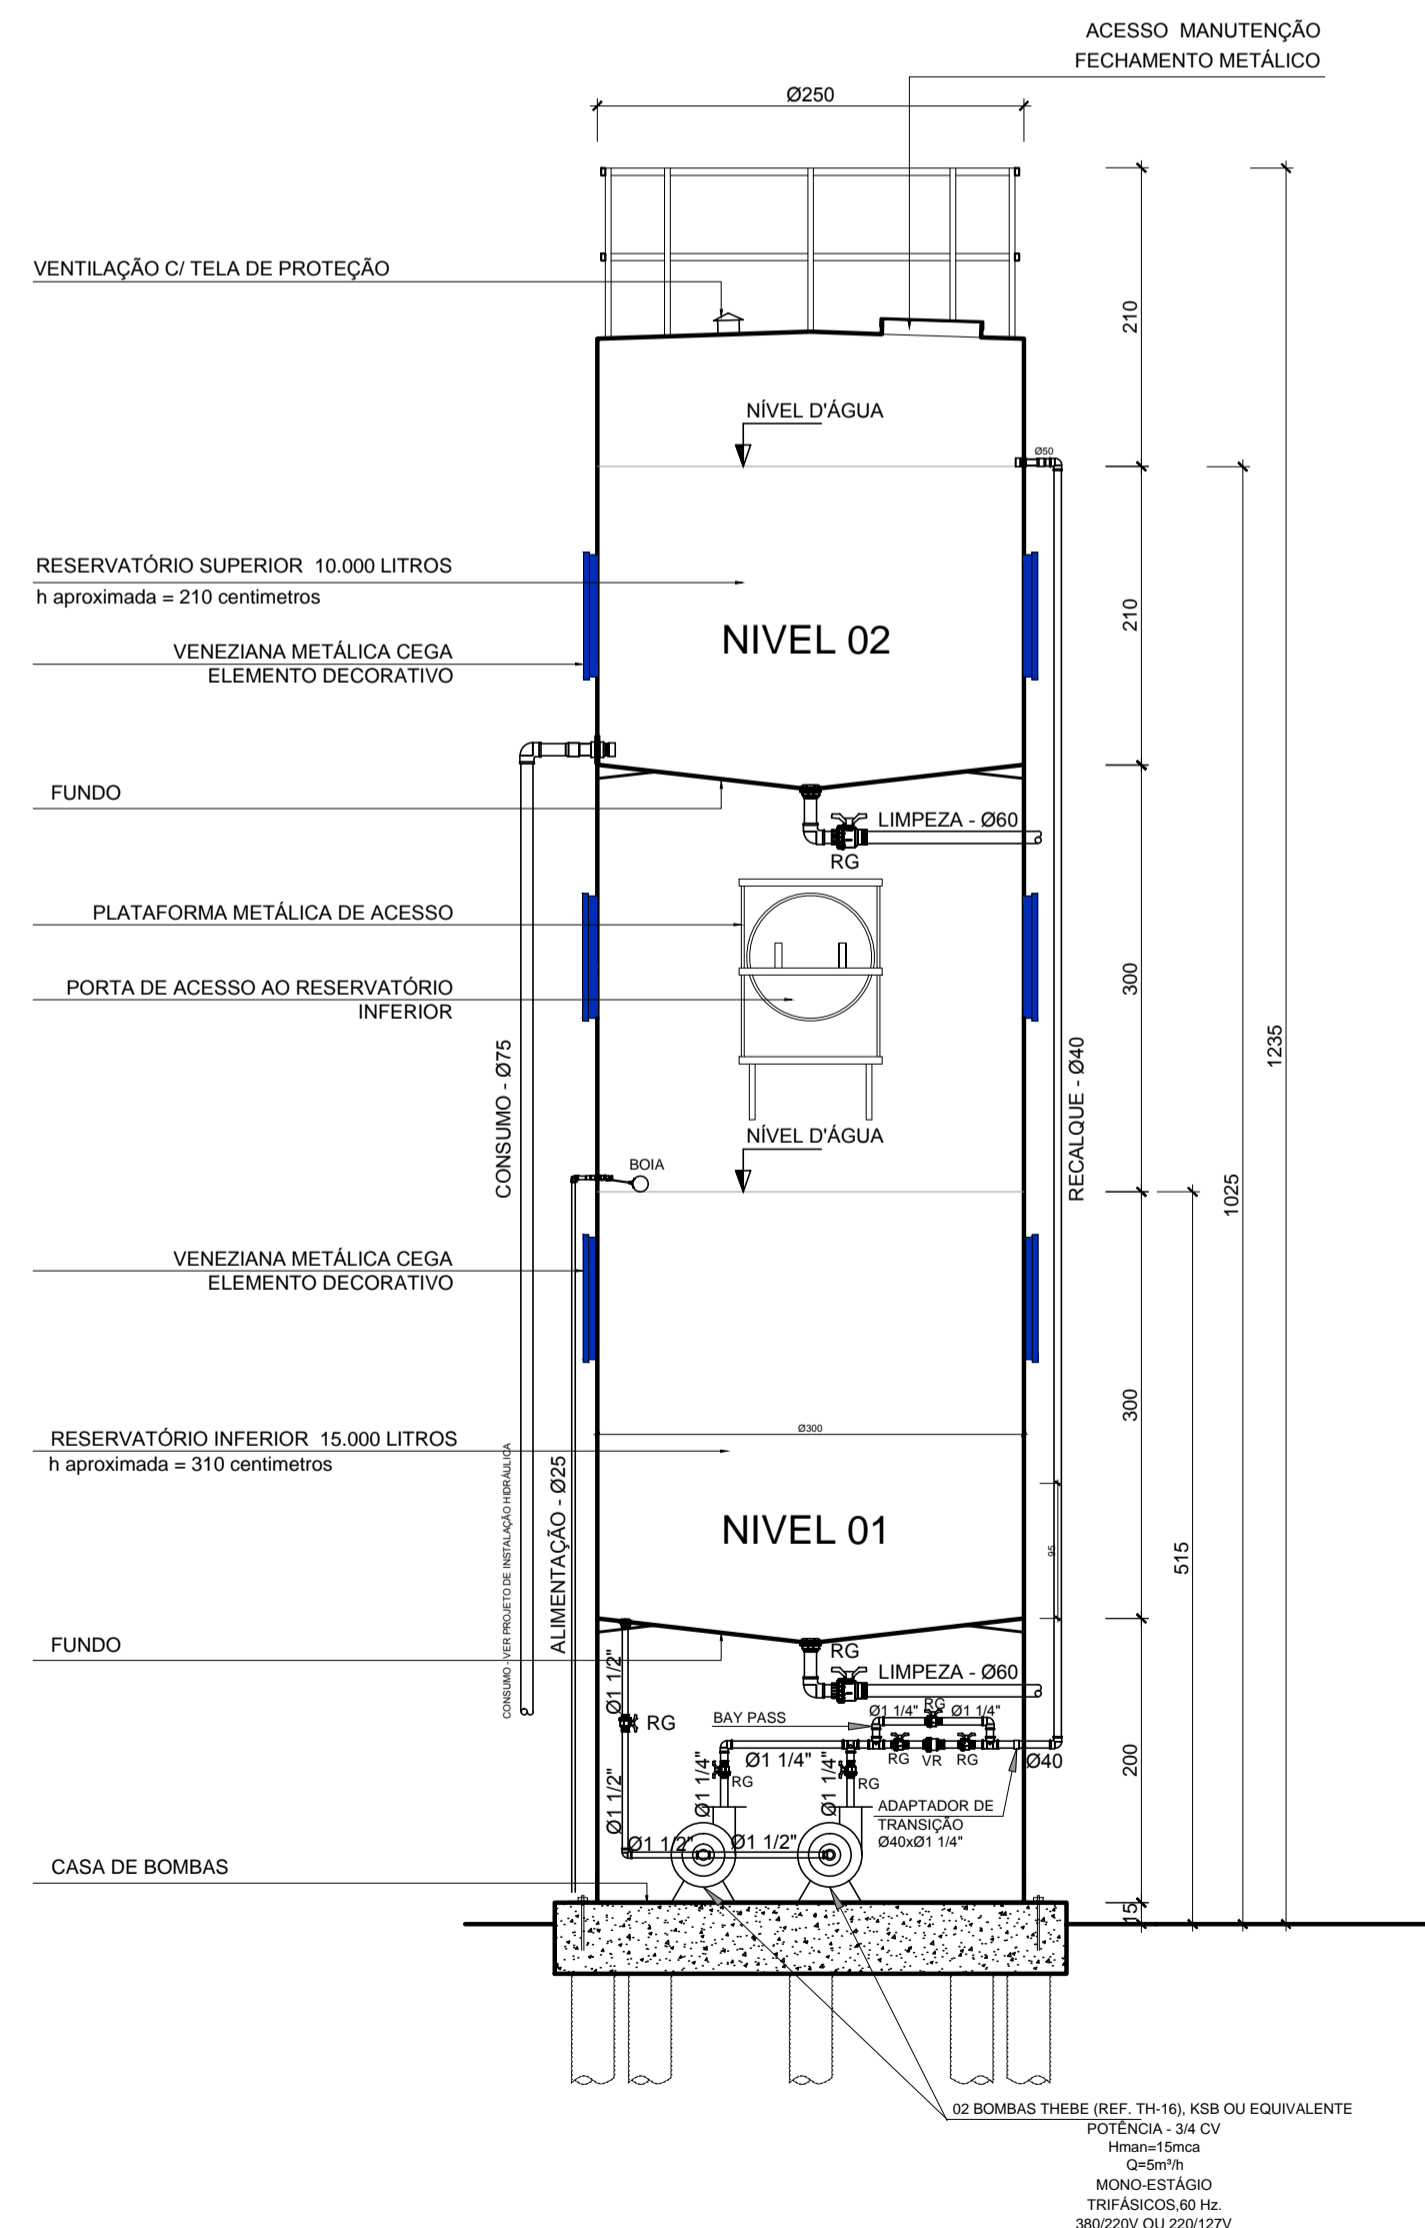 ACESSO MANUTENÇÃO
FECHAMENTO METÁLICO
Ø250
VENTILAÇÃO C/ TELA DE PROTEÇÃO
210
NÍVEL D'ÁGUA
Ø50
RESERVATÓRIO SUPERIOR 10.000 LITROS
h aproximada = 210 centimetros
210
NIVEL 02
VENEZIANA METÁLICA CEGA
ELEMENTO DECORATIVO
FUNDO
LIMPEZA - Ø60
RG
PLATAFORMA METÁLICA DE ACESSO
300
PORTA DE ACESSO AO RESERVATÓRIO
INFERIOR
CONSUMO - Ø75
RECALQUE - Ø40
1235
NÍVEL D'ÁGUA
BOIA
1025
VENEZIANA METÁLICA CEGA
ELEMENTO DECORATIVO
300
Ø300
RESERVATÓRIO INFERIOR 15.000 LITROS
h aproximada = 310 centimetros
CONSUMO - VER PROJETO DE INSTALAÇÃO HIDRÁULICA
ALIMENTAÇÃO - Ø25
NIVEL 01
95
515
FUNDO
RG
LIMPEZA - Ø60
Ø1 1/2"
RG
BAY PASS
Ø1 1/4"
RG
Ø1 1/4"
Ø1 1/4"
RG
VR
RG
Ø40
200
Ø1 1/4"
RG
Ø1 1/4"
RG
Ø1 1/2"
ADAPTADOR DE
TRANSIÇÃO
Ø40xØ1 1/4"
Ø1 1/2"
Ø1 1/2"
CASA DE BOMBAS
15
02 BOMBAS THEBE (REF. TH-16), KSB OU EQUIVALENTE
POTÊNCIA - 3/4 CV
Hman=15mca
Q=5m³/h
MONO-ESTÁGIO
TRIFÁSICOS,60 Hz.
380/220V OU 220/127V